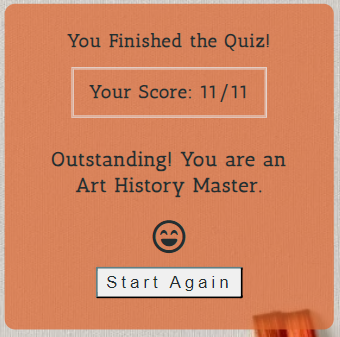 You Finished the Quiz!
Your Score: 11/11
Outstanding! You are an
Art History Master.
Start Again